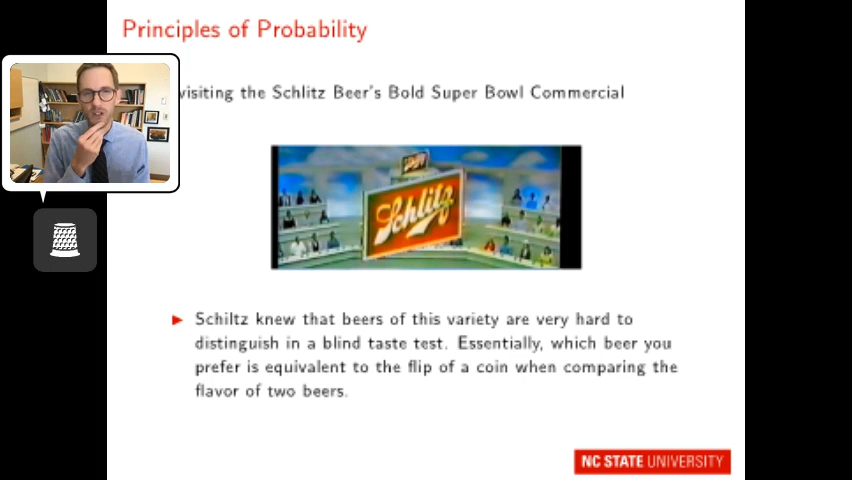 Principles of Probability
visiting the Schlitz Beer's Bold Super Bowl Commercial
Schlitz
Schiltz knew that beers of this variety are very hard to
distinguish in a blind taste test. Essentially, which beer you
prefer is equivalent to the flip of a coin when comparing the
flavor of two beers.
NC STATE UNIVERSITY